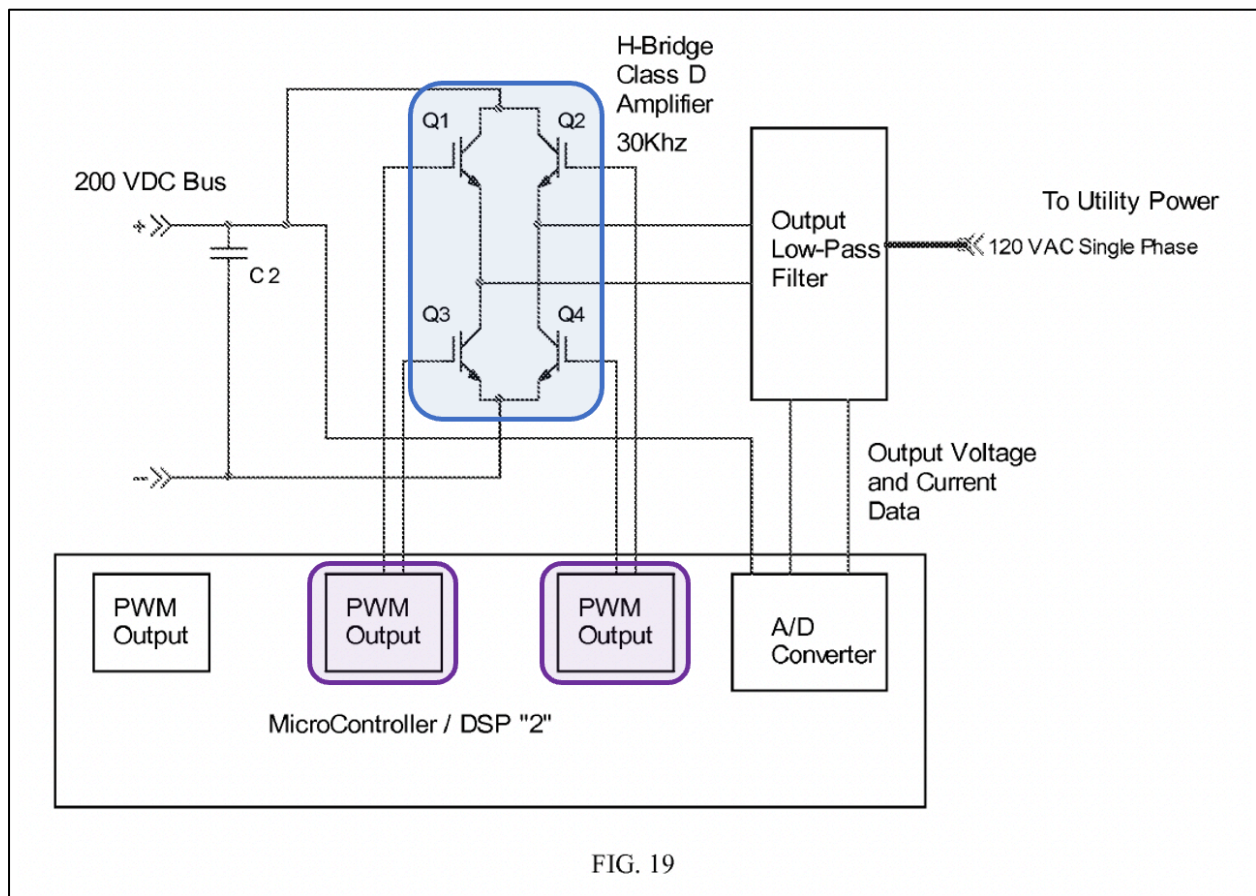 H-Bridge
Class D
Amplifier
30Khz
Q1
Q2
200 VDC Bus
+
C 2
To Utility Power
120 VAC Single Phase
Output
Low-Pass
Filter
Q3
Q4
-
Output Voltage
and Current
Data
PWM
Output
PWM
Output
PWM
Output
A/D
Converter
MicroController / DSP "2"
FIG. 19